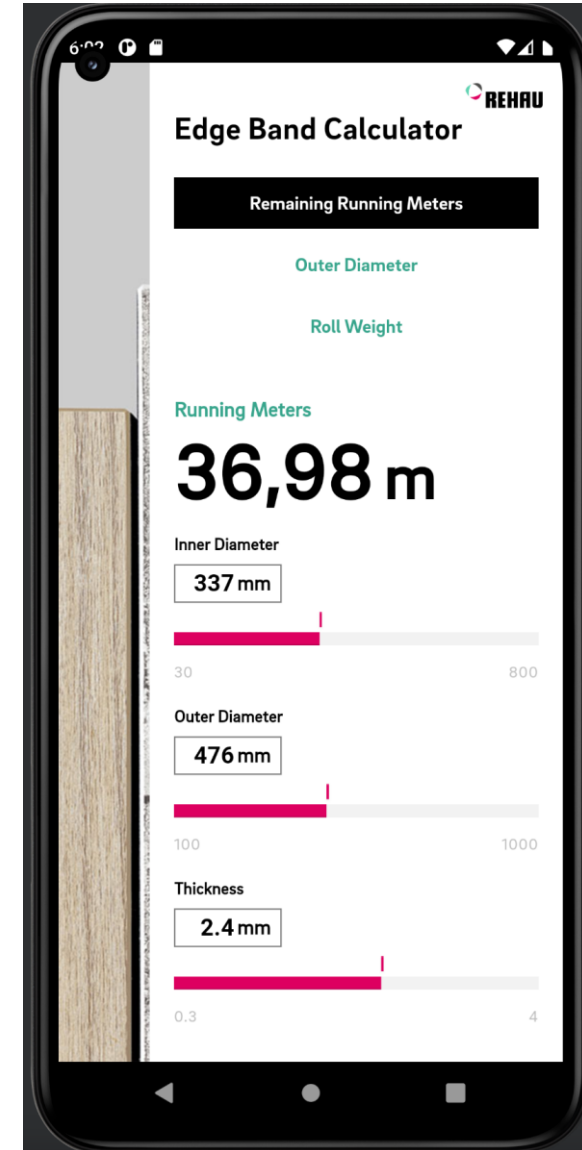 REHAU
Edge Band Calculator
Remaining Running Meters
Outer Diameter
Roll Weight
Running Meters
36,98 m
Inner Diameter
337 mm
30 800
Outer Diameter
476 mm
100 1000
Thickness
2.4 mm
0.3 4